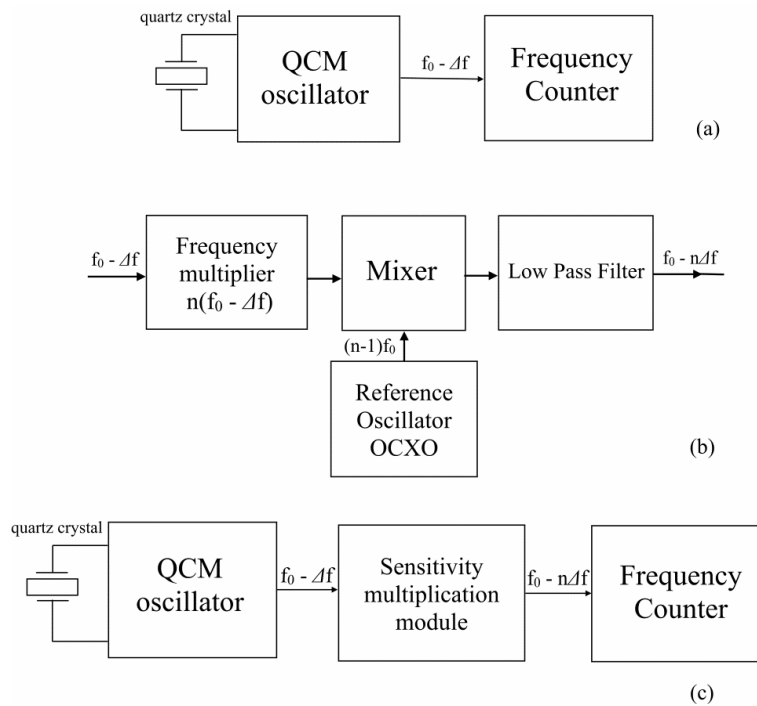 quartz crystal
QCM
oscillator
f₀ - Δf
Frequency
Counter
(a)
f₀ - Δf
Frequency
multiplier
n(f₀ - Δf)
Mixer
Low Pass Filter
f₀ - nΔf
(n-1)f₀
Reference
Oscillator
OCXO
(b)
quartz crystal
QCM
oscillator
f₀ - Δf
Sensitivity
multiplication
module
f₀ - nΔf
Frequency
Counter
(c)